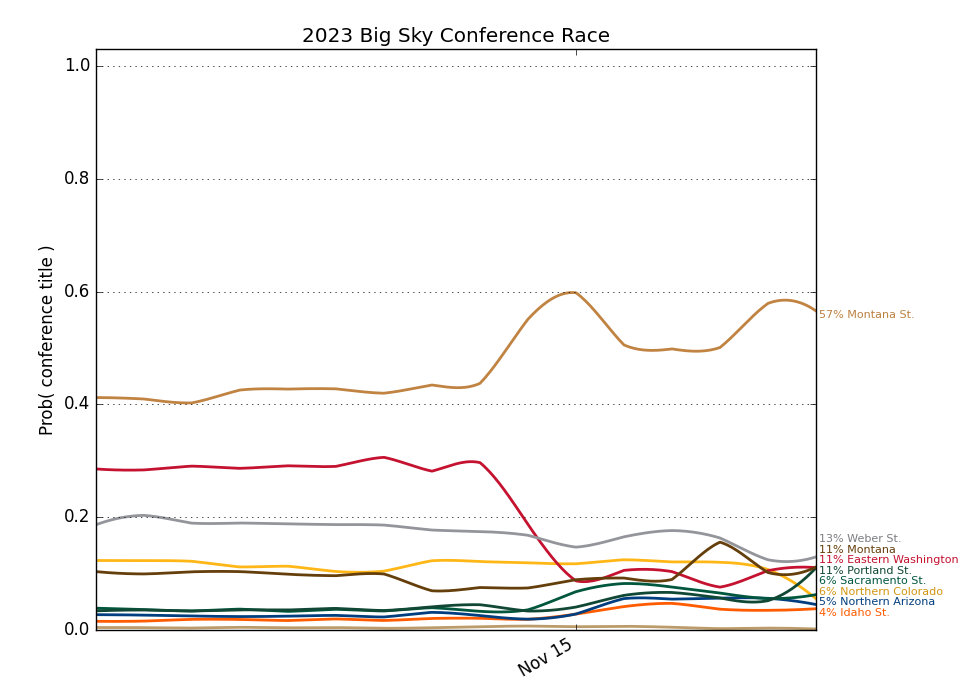 2023 Big Sky Conference Race
Prob( conference title )
1.0
0.8
0.6
0.4
0.2
0.0
Nov 15
57% Montana St.
13% Weber St.
11% Montana
11% Eastern Washington
11% Portland St.
6% Sacramento St.
6% Northern Colorado
5% Northern Arizona
4% Idaho St.